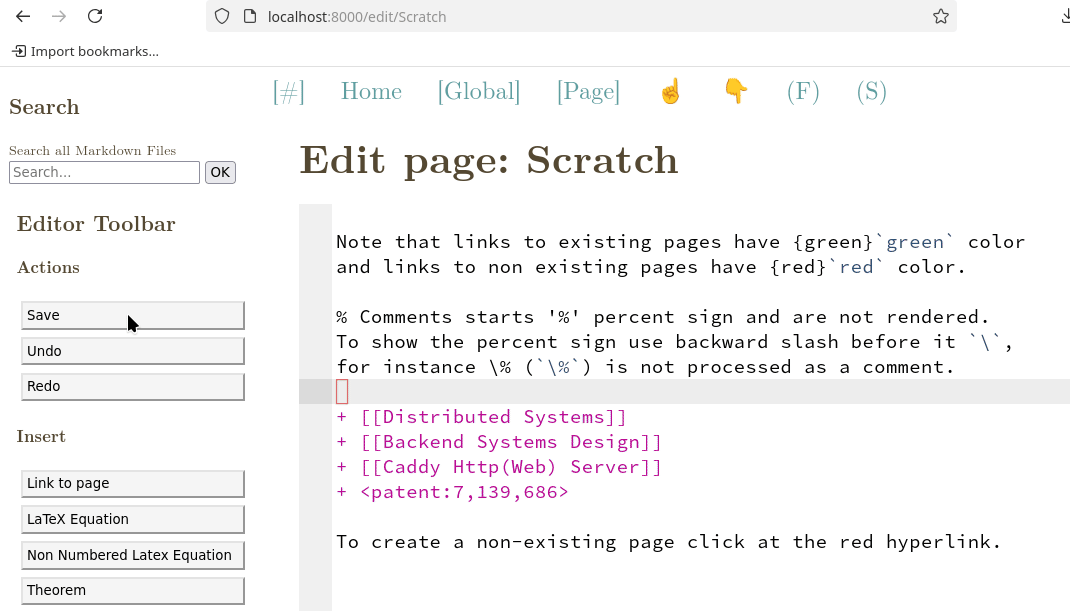 localhost:8000/edit/Scratch
Import bookmarks...
[#] Home [Global] [Page] ☝ 👇 (F) (S)
Search
Search all Markdown Files
Search... OK
Editor Toolbar
Actions
Save
Undo
Redo
Insert
Link to page
LaTeX Equation
Non Numbered Latex Equation
Theorem
Edit page: Scratch
Note that links to existing pages have {green}`green` color
and links to non existing pages have {red}`red` color.
% Comments starts '%' percent sign and are not rendered.
To show the percent sign use backward slash before it `\`,
for instance \% (`\%`) is not processed as a comment.
+ [[Distributed Systems]]
+ [[Backend Systems Design]]
+ [[Caddy Http(Web) Server]]
+ <patent:7,139,686>
To create a non-existing page click at the red hyperlink.